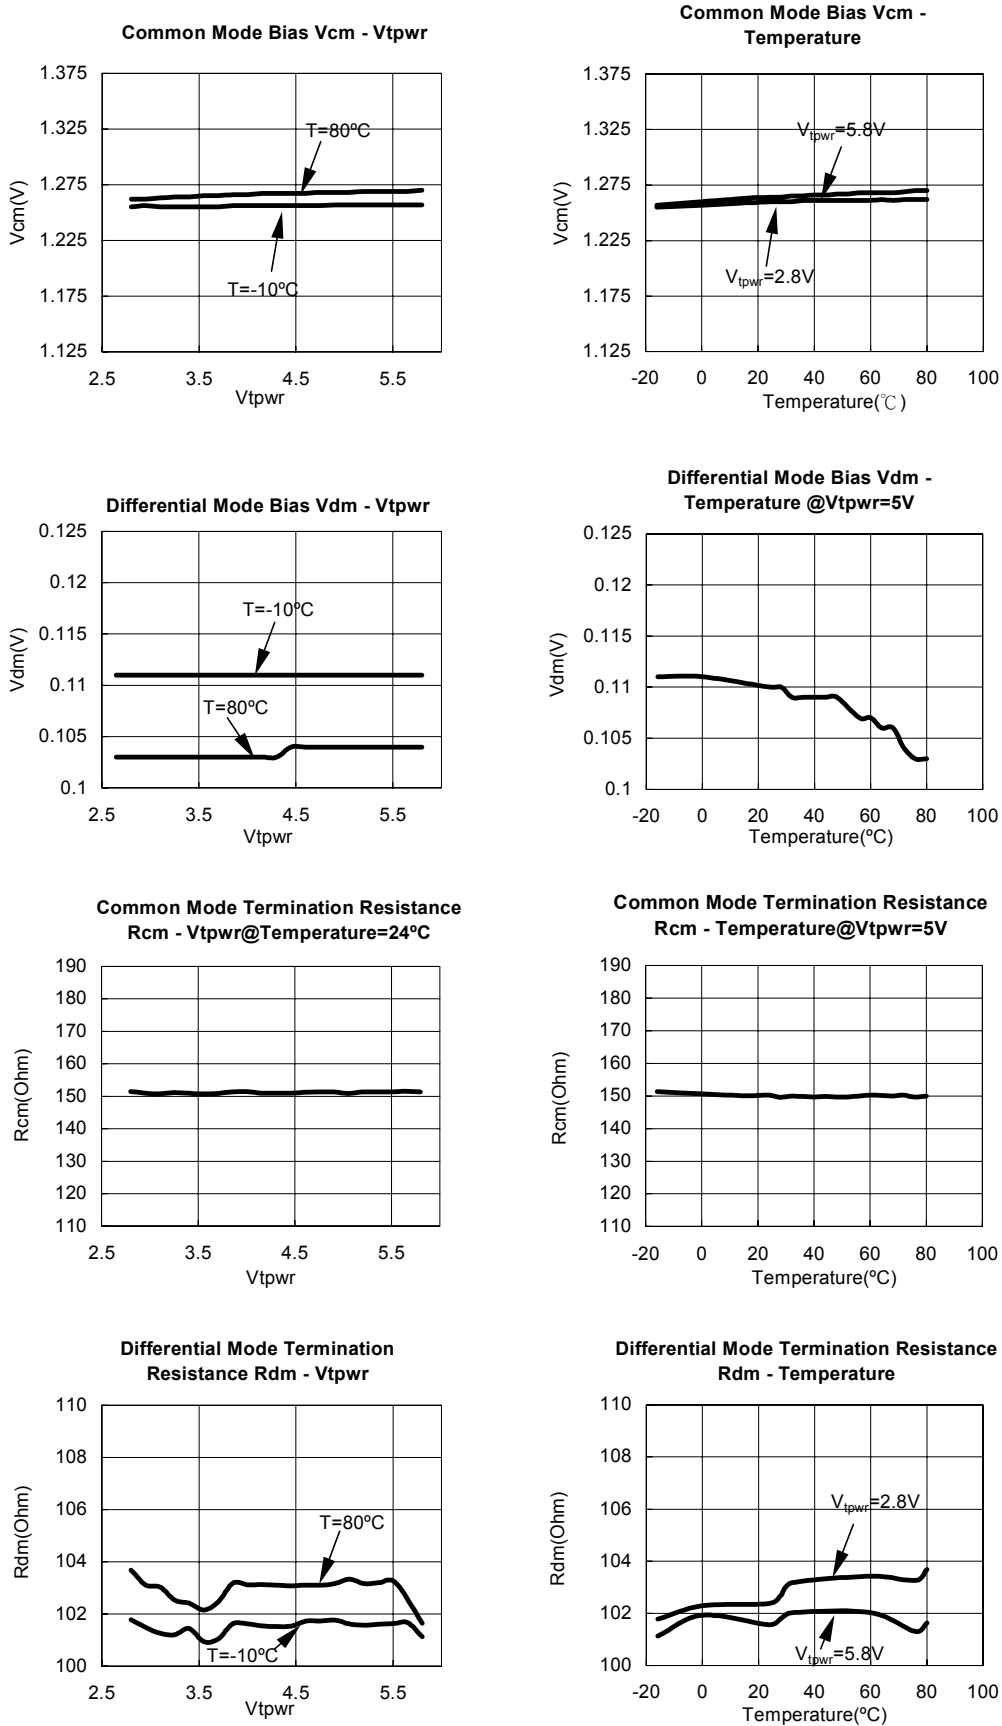 Common Mode Bias Vcm - Vtpwr
1.375
1.325
1.275
1.225
1.175
1.125
Vcm(V)
T=80ºC
T=-10ºC
2.5 3.5 4.5 5.5
Vtpwr
Common Mode Bias Vcm -
Temperature
1.375
1.325
1.275
1.225
1.175
1.125
Vcm(V)
Vtpwr=5.8V
Vtpwr=2.8V
-20 0 20 40 60 80 100
Temperature(℃)
Differential Mode Bias Vdm - Vtpwr
0.125
0.12
0.115
0.11
0.105
0.1
Vdm(V)
T=-10ºC
T=80ºC
2.5 3.5 4.5 5.5
Vtpwr
Differential Mode Bias Vdm -
Temperature @Vtpwr=5V
0.125
0.12
0.115
0.11
0.105
0.1
Vdm(V)
-20 0 20 40 60 80 100
Temperature(ºC)
Common Mode Termination Resistance
Rcm - Vtpwr@Temperature=24ºC
190
180
170
160
150
140
130
120
110
Rcm(Ohm)
2.5 3.5 4.5 5.5
Vtpwr
Common Mode Termination Resistance
Rcm - Temperature@Vtpwr=5V
190
180
170
160
150
140
130
120
110
Rcm(Ohm)
-20 0 20 40 60 80 100
Temperature(ºC)
Differential Mode Termination
Resistance Rdm - Vtpwr
110
108
106
104
102
100
Rdm(Ohm)
T=80ºC
T=-10ºC
2.5 3.5 4.5 5.5
Vtpwr
Differential Mode Termination Resistance
Rdm - Temperature
110
108
106
104
102
100
Rdm(Ohm)
Vtpwr=2.8V
Vtpwr=5.8V
-20 0 20 40 60 80 100
Temperature(ºC)